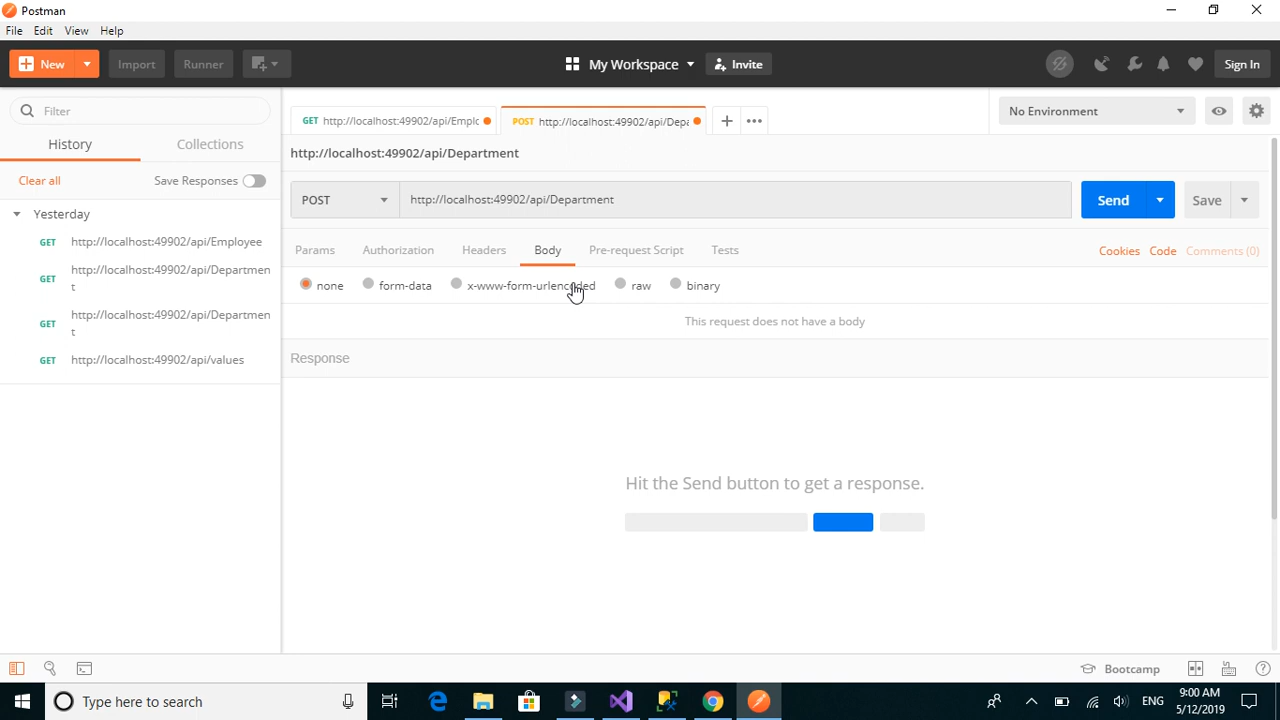 Postman
File Edit View Help
New Import Runner My Workspace Invite Sign In
Filter
History Collections
Clear all Save Responses
Yesterday
GET http://localhost:49902/api/Employee
GET http://localhost:49902/api/Departmen
t
GET http://localhost:49902/api/Departmen
t
GET http://localhost:49902/api/values
GET http://localhost:49902/api/Emplo POST http://localhost:49902/api/Depa
No Environment
http://localhost:49902/api/Department
POST http://localhost:49902/api/Department Send Save
Params Authorization Headers Body Pre-request Script Tests Cookies Code Comments (0)
none form-data x-www-form-urlencoded raw binary
This request does not have a body
Response
Hit the Send button to get a response.
Bootcamp
Type here to search
ENG
9:00 AM
5/12/2019